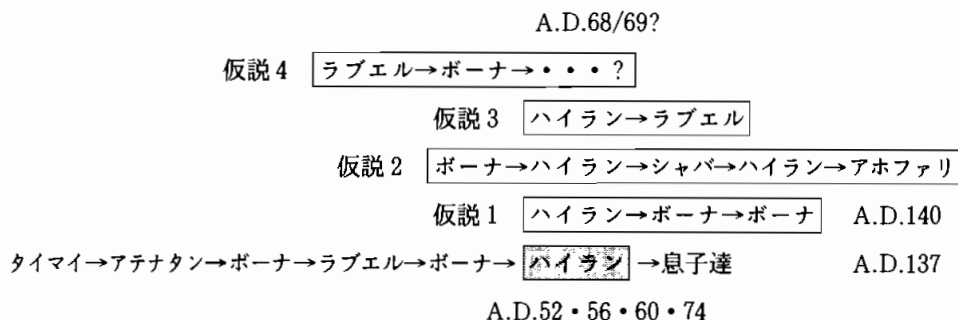 A.D.68/69?
仮説4 ラブエル→ボーナ→・・・?
仮説3 ハイラン→ラブエル
仮説2 ボーナ→ハイラン→シャバ→ハイラン→アホファリ
仮説1 ハイラン→ボーナ→ボーナ A.D.140
タイマイ→アテナタン→ボーナ→ラブエル→ボーナ→ハイラン→息子達 A.D.137
A.D.52・56・60・74